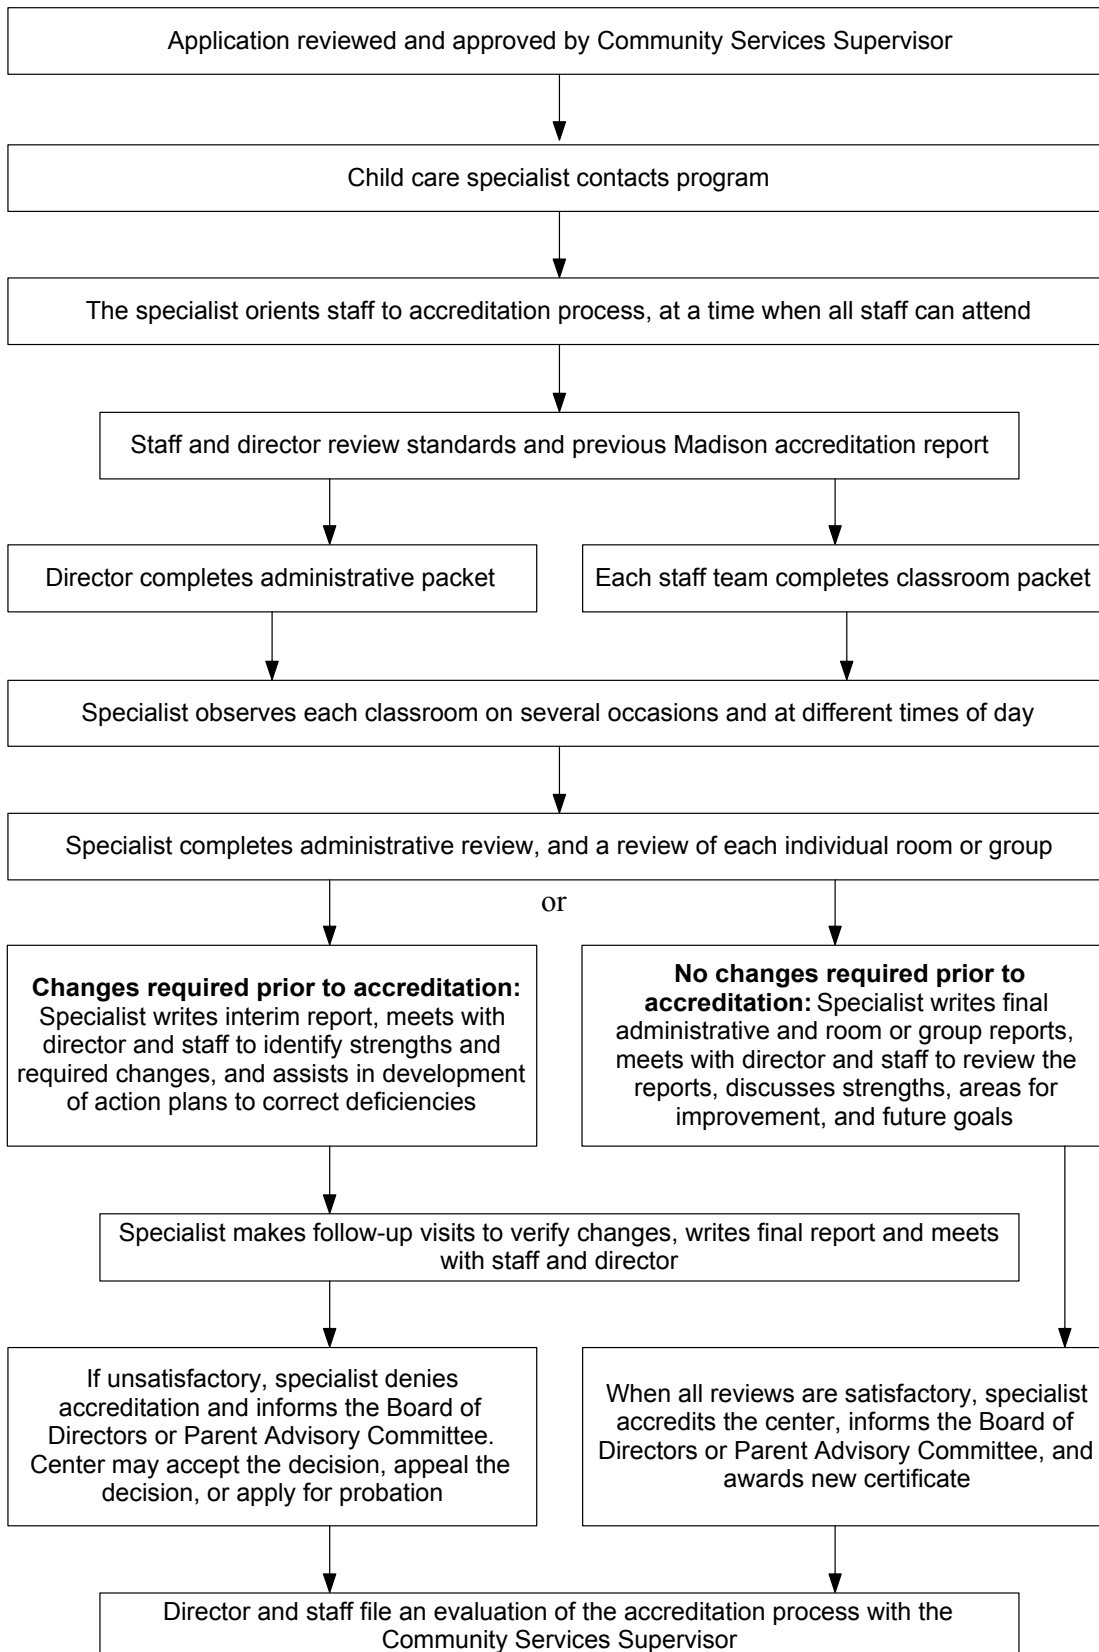 Application reviewed and approved by Community Services Supervisor
Child care specialist contacts program
The specialist orients staff to accreditation process, at a time when all staff can attend
Staff and director review standards and previous Madison accreditation report
Director completes administrative packet
Each staff team completes classroom packet
Specialist observes each classroom on several occasions and at different times of day
Specialist completes administrative review, and a review of each individual room or group
or
Changes required prior to accreditation:
Specialist writes interim report, meets with
director and staff to identify strengths and
required changes, and assists in development
of action plans to correct deficiencies
No changes required prior to
accreditation: Specialist writes final
administrative and room or group reports,
meets with director and staff to review the
reports, discusses strengths, areas for
improvement, and future goals
Specialist makes follow-up visits to verify changes, writes final report and meets
with staff and director
If unsatisfactory, specialist denies
accreditation and informs the Board of
Directors or Parent Advisory Committee.
Center may accept the decision, appeal the
decision, or apply for probation
When all reviews are satisfactory, specialist
accredits the center, informs the Board of
Directors or Parent Advisory Committee, and
awards new certificate
Director and staff file an evaluation of the accreditation process with the
Community Services Supervisor